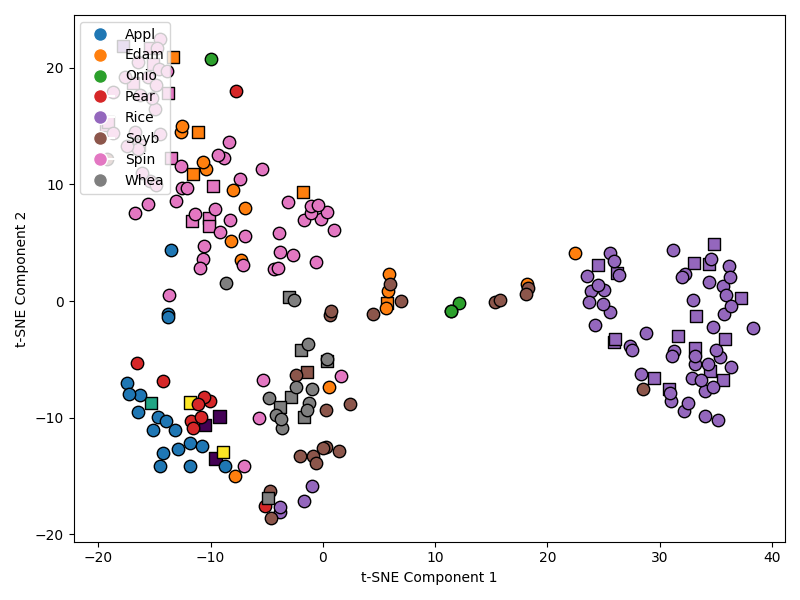 Appl
Edam
Onio
Pear
Rice
Soyb
Spin
Whea
20
10
0
−10
−20
t-SNE Component 2
−20 −10 0 10 20 30 40
t-SNE Component 1